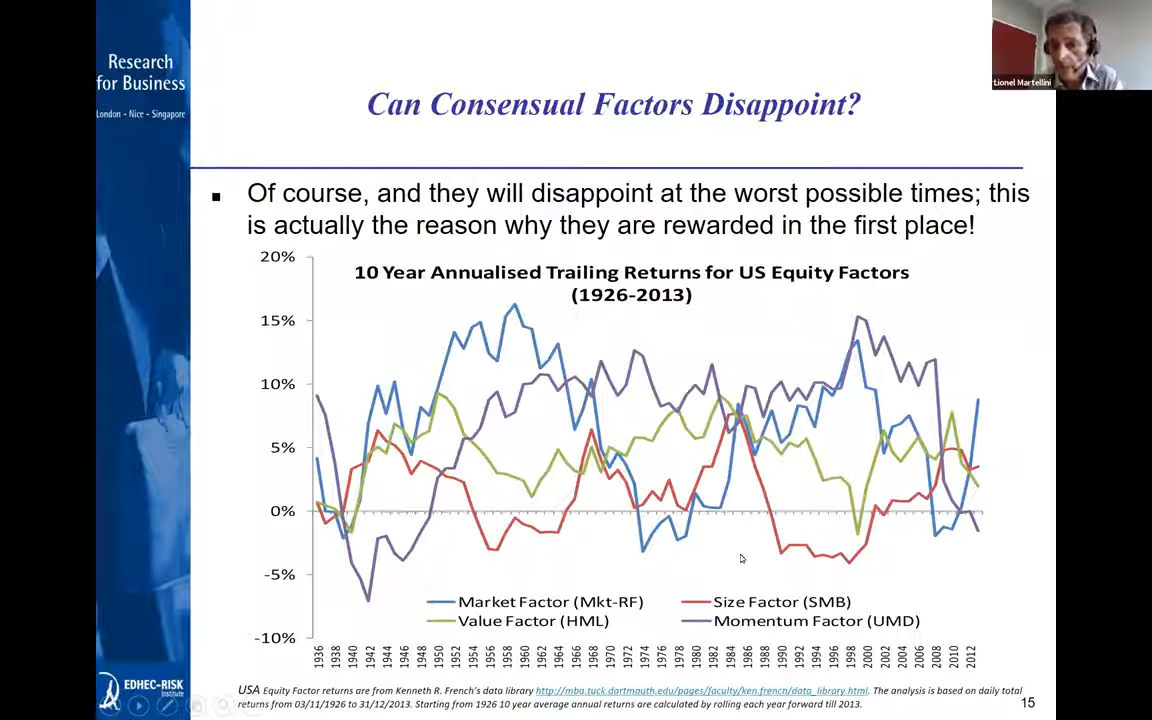 Research
for Business
London - Nice - Singapore
Lionel Martellini
Can Consensual Factors Disappoint?
Of course, and they will disappoint at the worst possible times; this
is actually the reason why they are rewarded in the first place!
10 Year Annualised Trailing Returns for US Equity Factors
(1926-2013)
20%
15%
10%
5%
0%
-5%
-10%
Market Factor (Mkt-RF)
Size Factor (SMB)
Value Factor (HML)
Momentum Factor (UMD)
1936 1938 1940 1942 1944 1946 1948 1950 1952 1954 1956 1958 1960 1962 1964 1966 1968 1970 1972 1974 1976 1978 1980 1982 1984 1986 1988 1990 1992 1994 1996 1998 2000 2002 2004 2006 2008 2010 2012
EDHEC-RISK
Institute
USA Equity Factor returns are from Kenneth R. French's data library http://mba.tuck.dartmouth.edu/pages/faculty/ken.french/data_library.html. The analysis is based on daily total
returns from 03/11/1926 to 31/12/2013. Starting from 1926 10 year average annual returns are calculated by rolling each year forward till 2013.
15